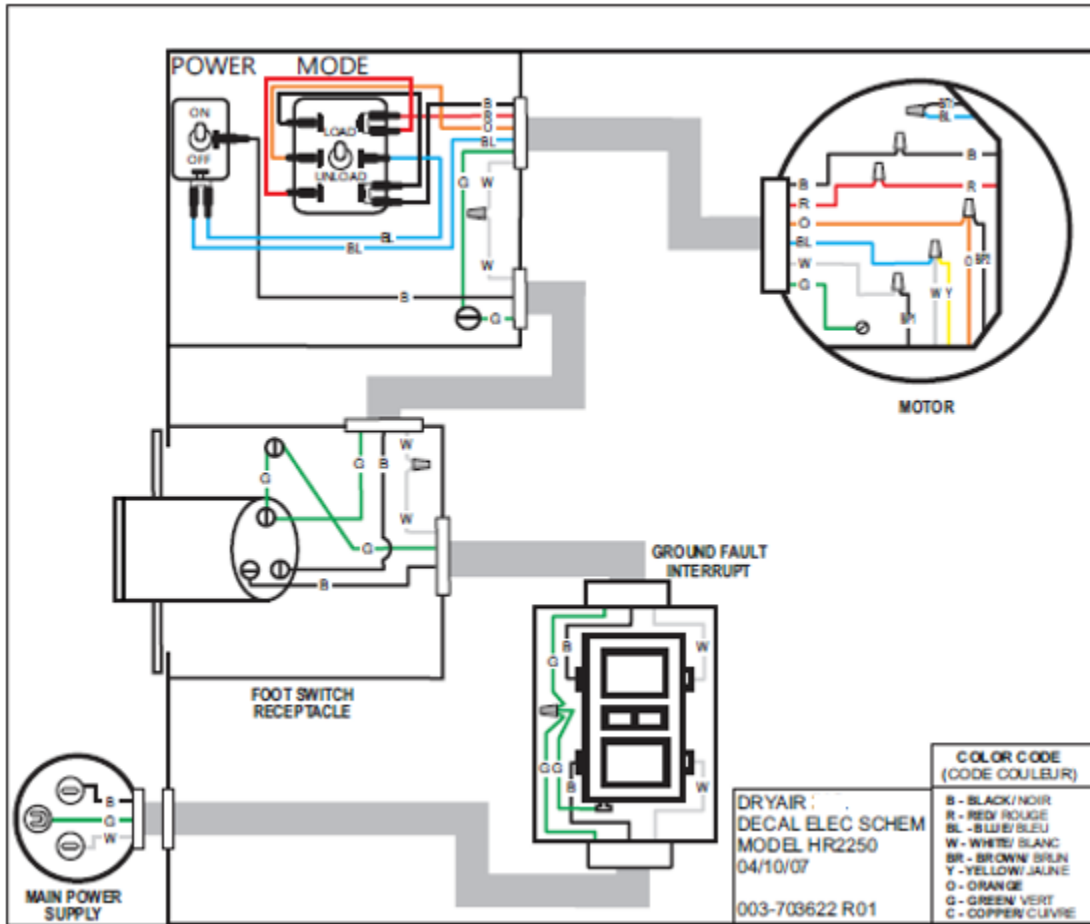 POWER MODE
ON
OFF
LOAD
UNLOAD
B
R
O
BL
G
W
BL
BL
W
B
G
BL
B
B
R
R
O
BL
W
G
O
W
Y
MOTOR
W
G
B
G
W
G
B
FOOT SWITCH
RECEPTACLE
GROUND FAULT
INTERRUPT
B
W
G
G
G
B
W
B
G
W
MAIN POWER
SUPPLY
DRYAIR
DECAL ELEC SCHEM
MODEL HR2250
04/10/07
003-703622 R01
COLOR CODE
(CODE COULEUR)
B - BLACK/ NOIR
R - RED/ ROUGE
BL - BLUE/ BLEU
W - WHITE/ BLANC
BR - BROWN/ BRUN
Y - YELLOW/ JAUNE
O - ORANGE
G - GREEN/ VERT
C - COPPER/ CUIVRE